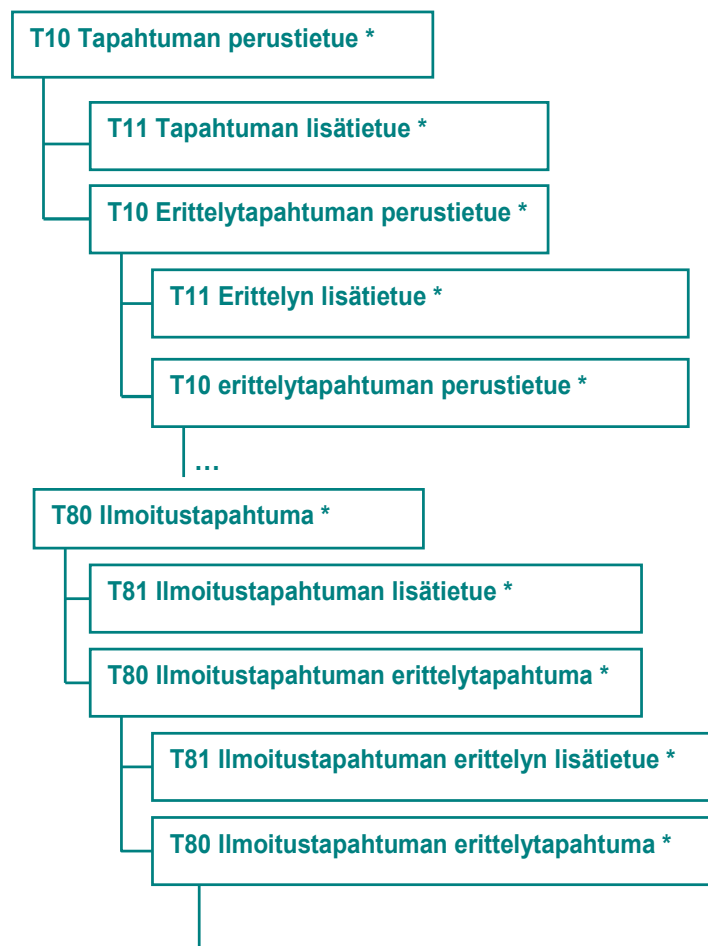 T10 Tapahtuman perustietue *
T11 Tapahtuman lisätietue *
T10 Erittelytapahtuman perustietue *
T11 Erittelyn lisätietue *
T10 erittelytapahtuman perustietue *
...
T80 Ilmoitustapahtuma *
T81 Ilmoitustapahtuman lisätietue *
T80 Ilmoitustapahtuman erittelytapahtuma *
T81 Ilmoitustapahtuman erittelyn lisätietue *
T80 Ilmoitustapahtuman erittelytapahtuma *